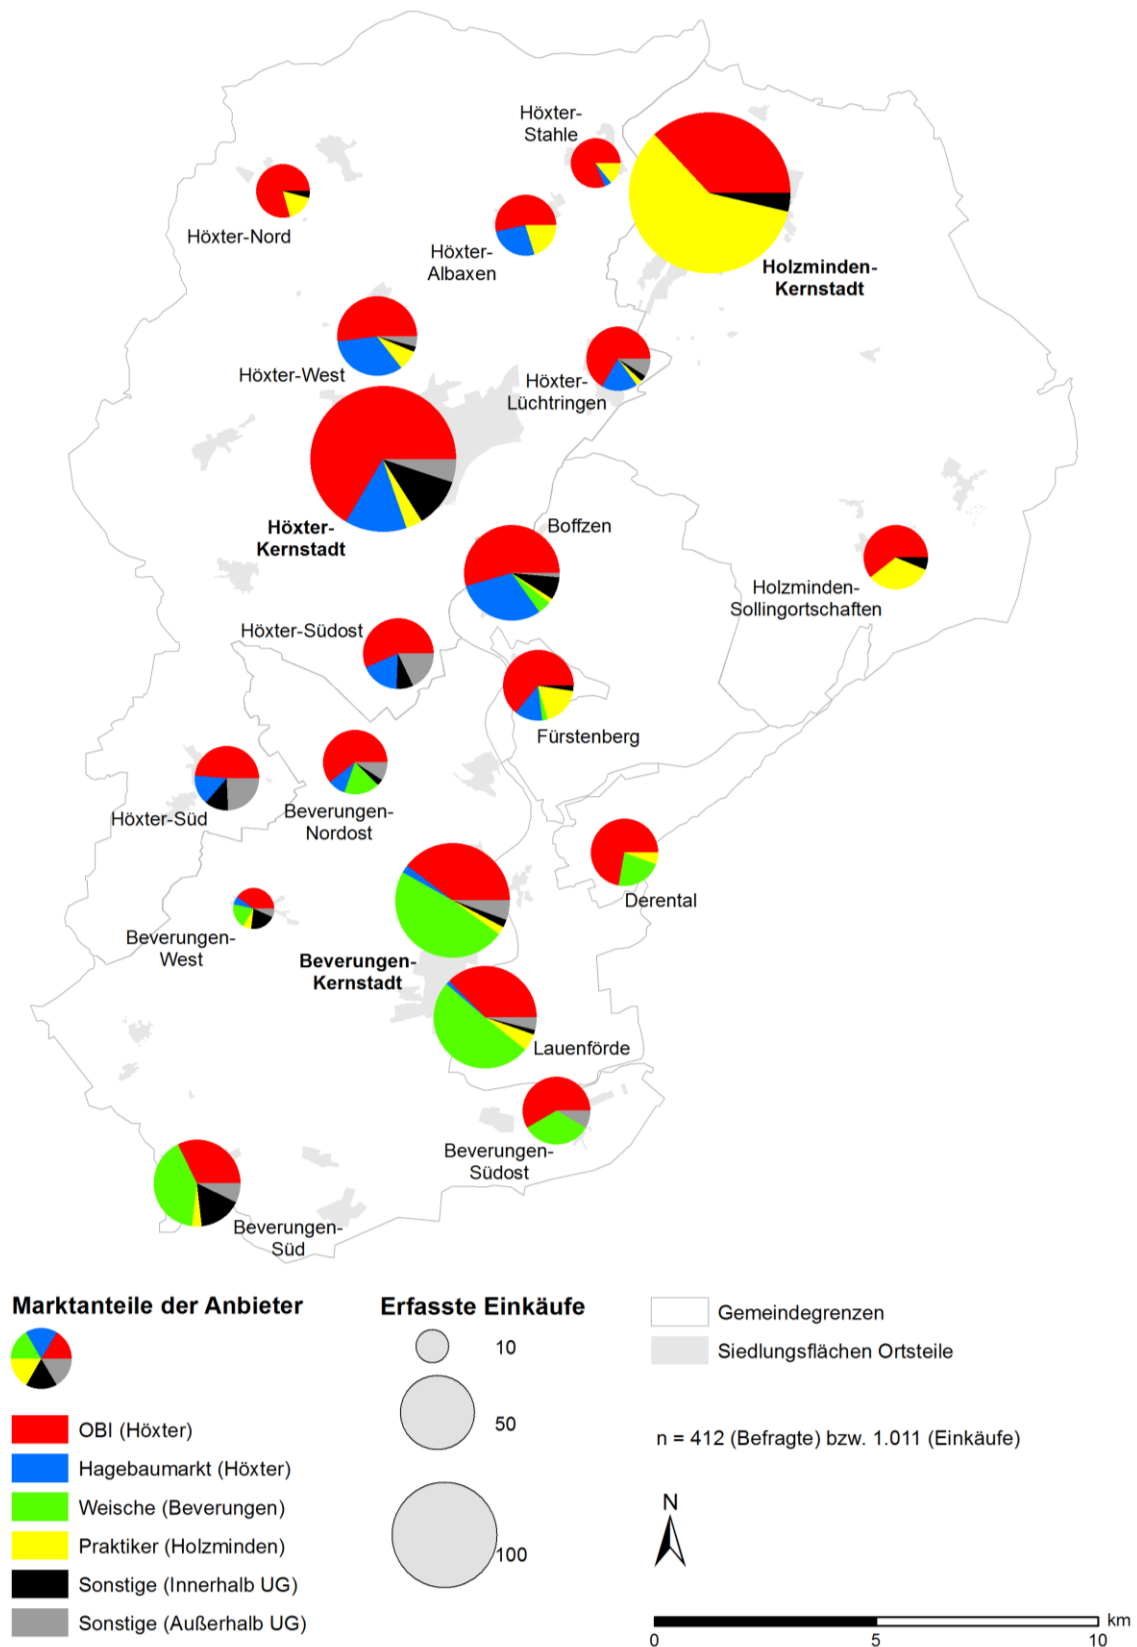 Höxter-
Stahle
Höxter-Nord
Höxter-
Albaxen
Holzminden-
Kernstadt
Höxter-West
Höxter-
Lüchtringen
Höxter-
Kernstadt
Boffzen
Holzminden-
Sollingortschaften
Höxter-Südost
Fürstenberg
Höxter-Süd
Beverungen-
Nordost
Derental
Beverungen-
West
Beverungen-
Kernstadt
Lauenförde
Beverungen-
Südost
Beverungen-
Süd
Marktanteile der Anbieter
OBI (Höxter)
Hagebaumarkt (Höxter)
Weische (Beverungen)
Praktiker (Holzminden)
Sonstige (Innerhalb UG)
Sonstige (Außerhalb UG)
Erfasste Einkäufe
10
50
100
Gemeindegrenzen
Siedlungsflächen Ortsteile
n = 412 (Befragte) bzw. 1.011 (Einkäufe)
N
km
0 5 10